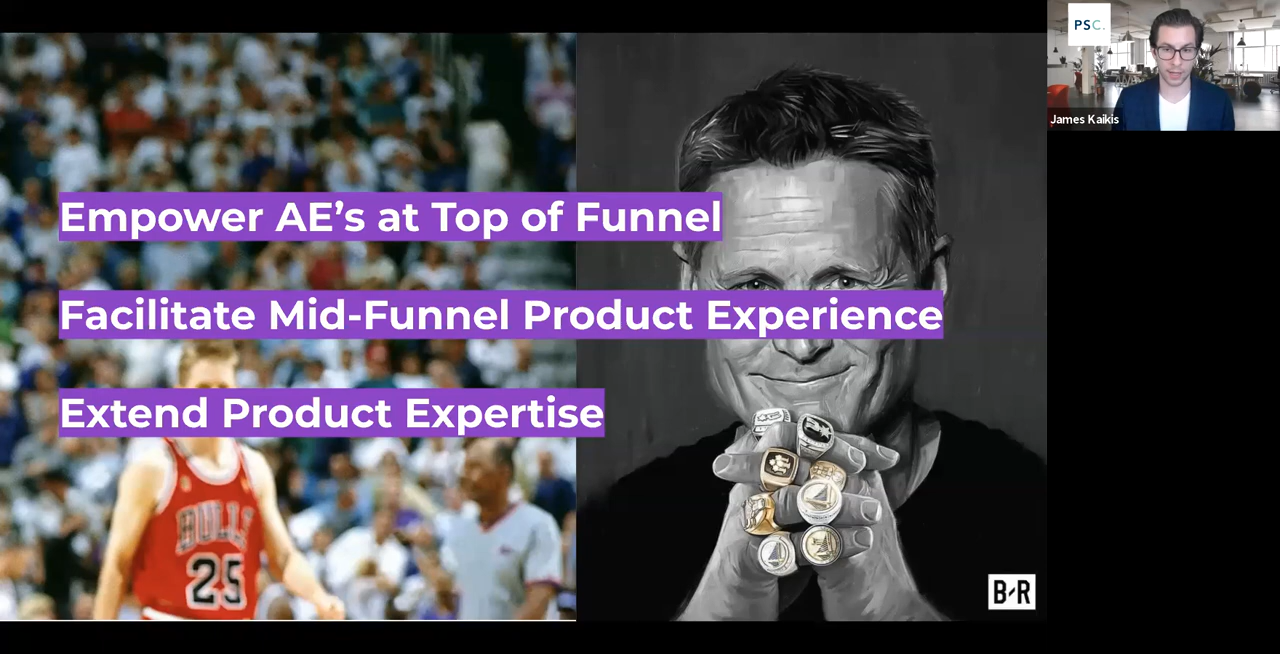 PSC.
James Kaikis
Empower AE’s at Top of Funnel
Facilitate Mid-Funnel Product Experience
Extend Product Expertise
BULLS
25
B R